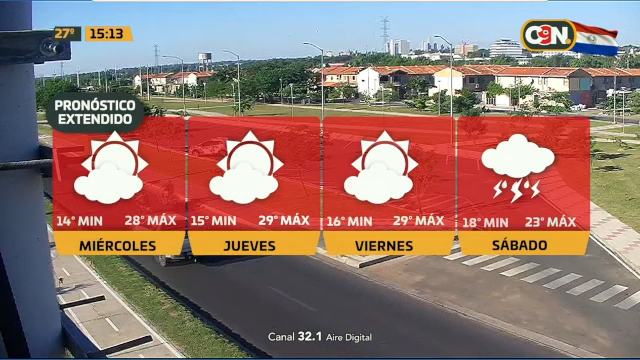 27° 15:13
C9N
PRONÓSTICO
EXTENDIDO
14° MIN 28° MÁX
MIÉRCOLES
15° MIN 29° MÁX
JUEVES
16° MIN 29° MÁX
VIERNES
18° MIN 23° MÁX
SÁBADO
Canal 32.1 Aire Digital